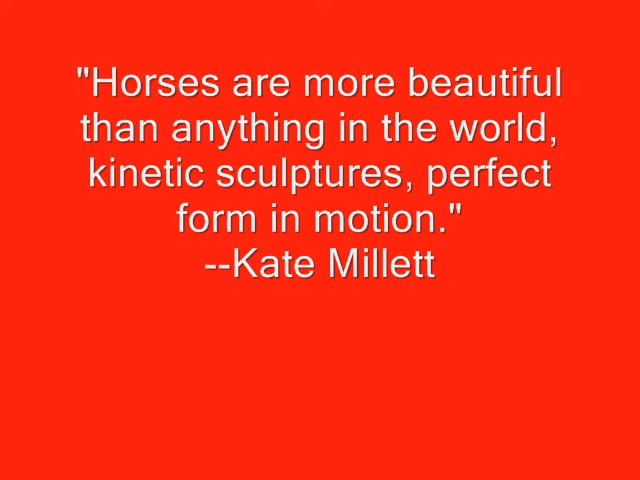 "Horses are more beautiful
than anything in the world,
kinetic sculptures, perfect
form in motion."
--Kate Millett